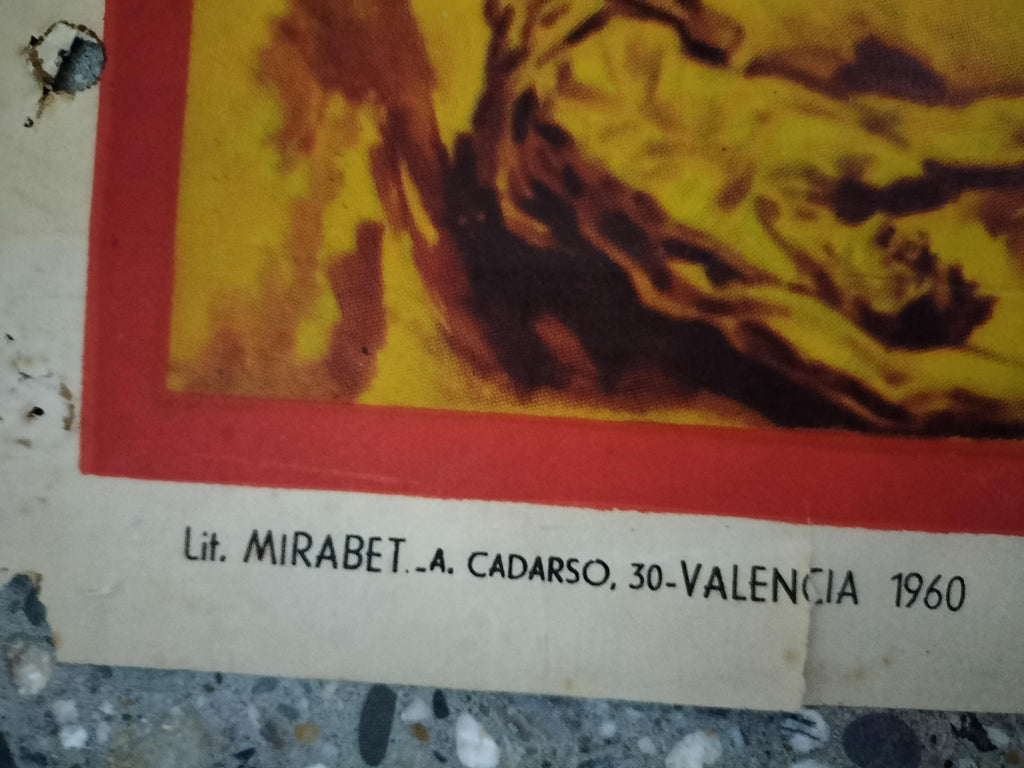 Lit. MIRABET.-A. CADARSO, 30-VALENCIA 1960